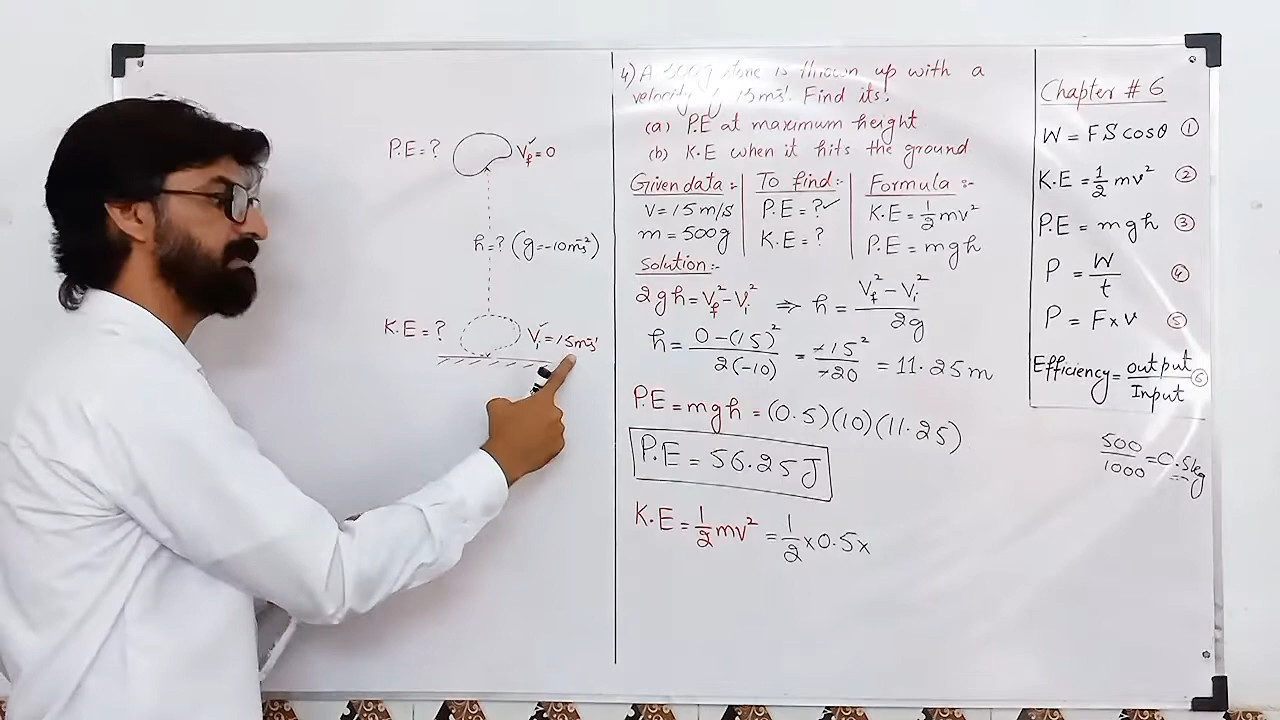 P.E = ? Vf = 0
h = ? (g = -10ms⁻²)
K.E = ? Vi = 15ms⁻¹
4) A 500g stone is thrown up with a
velocity of 15ms⁻¹. Find its
(a) P.E at maximum height
(b) K.E when it hits the ground
Given data :-
v = 15 m/s
m = 500g
To find :-
P.E = ? ✓
K.E = ?
Formula :-
K.E = 1/2 mv²
P.E = mgh
Solution :-
2gh = Vf² - Vi² ⇒ h = (Vf² - Vi²)/2g
h = (0 - (15)²)/(2(-10)) = (-15²)/(-20) = 11.25 m
P.E = mgh = (0.5)(10)(11.25)
P.E = 56.25J
K.E = 1/2 mv² = 1/2 × 0.5 ×
Chapter # 6
W = FS cosθ ①
K.E = 1/2 mv² ②
P.E = mgh ③
P = W/t ④
P = F×v ⑤
Efficiency = output/Input ⑥
500/1000 = 0.5kg